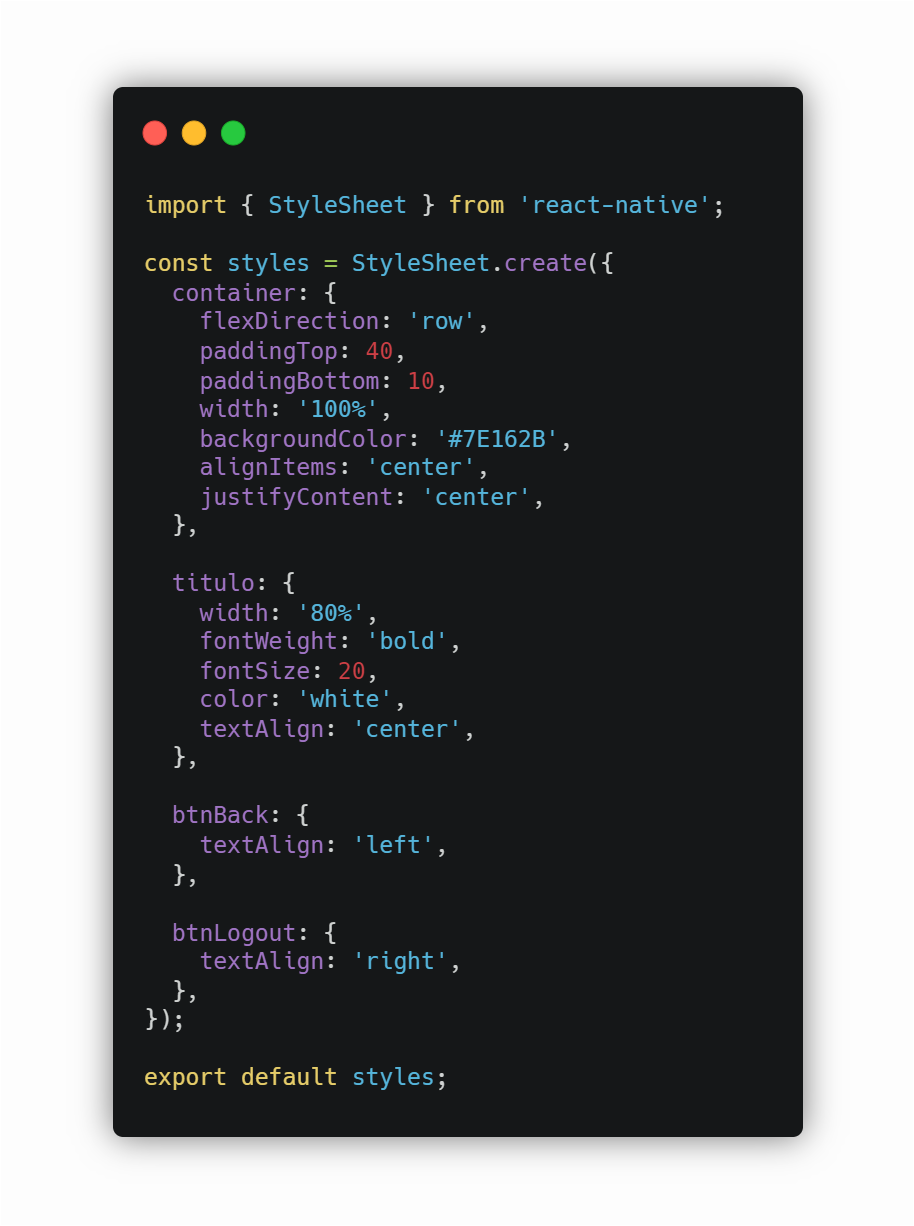 import { StyleSheet } from 'react-native';

const styles = StyleSheet.create({
  container: {
    flexDirection: 'row',
    paddingTop: 40,
    paddingBottom: 10,
    width: '100%',
    backgroundColor: '#7E162B',
    alignItems: 'center',
    justifyContent: 'center',
  },

  titulo: {
    width: '80%',
    fontWeight: 'bold',
    fontSize: 20,
    color: 'white',
    textAlign: 'center',
  },

  btnBack: {
    textAlign: 'left',
  },

  btnLogout: {
    textAlign: 'right',
  },
});

export default styles;